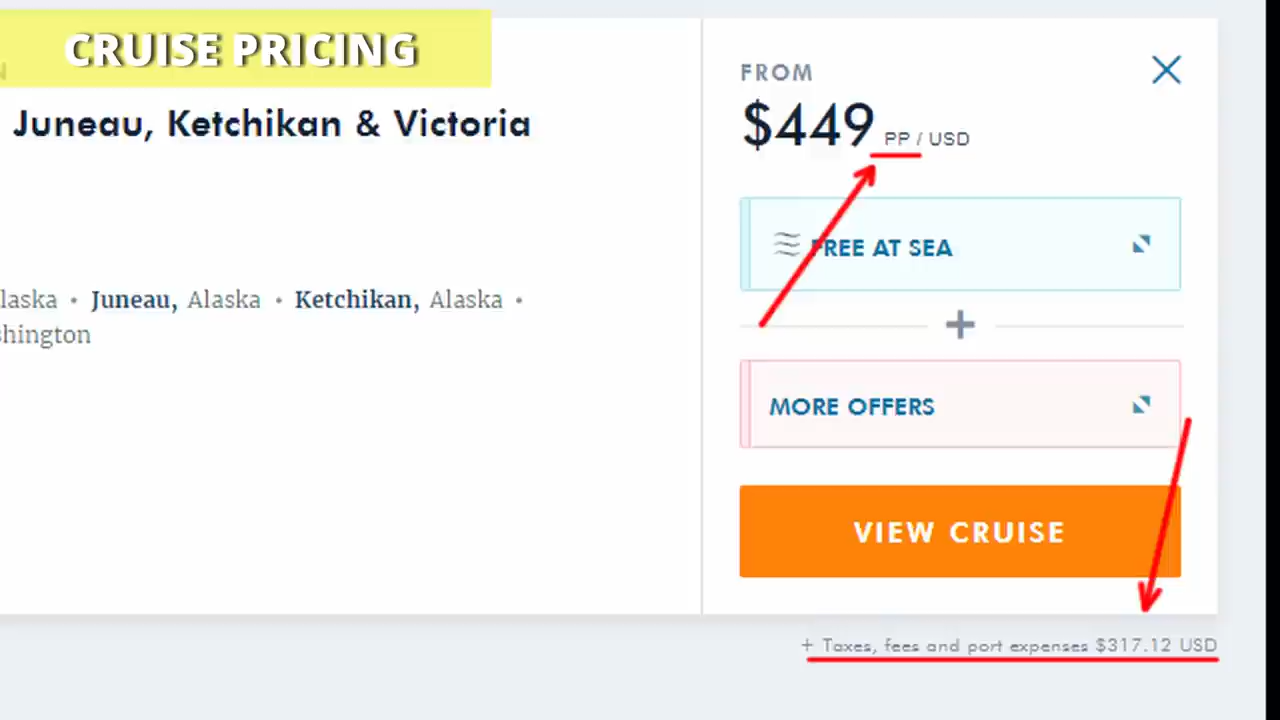 CRUISE PRICING
Juneau, Ketchikan & Victoria
laska • Juneau, Alaska • Ketchikan, Alaska •
hington
FROM
$449 PP / USD
FREE AT SEA
MORE OFFERS
VIEW CRUISE
+ Taxes, fees and port expenses $317.12 USD